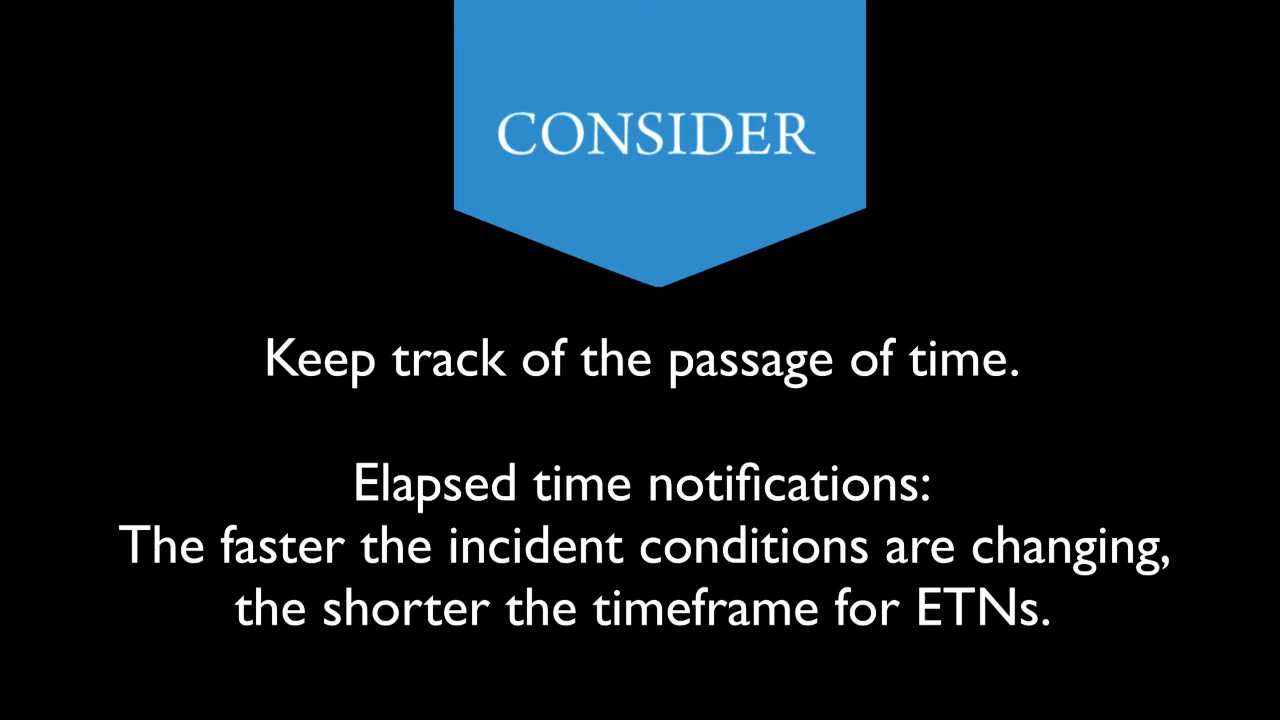 CONSIDER
Keep track of the passage of time.
Elapsed time notifications:
The faster the incident conditions are changing,
the shorter the timeframe for ETNs.